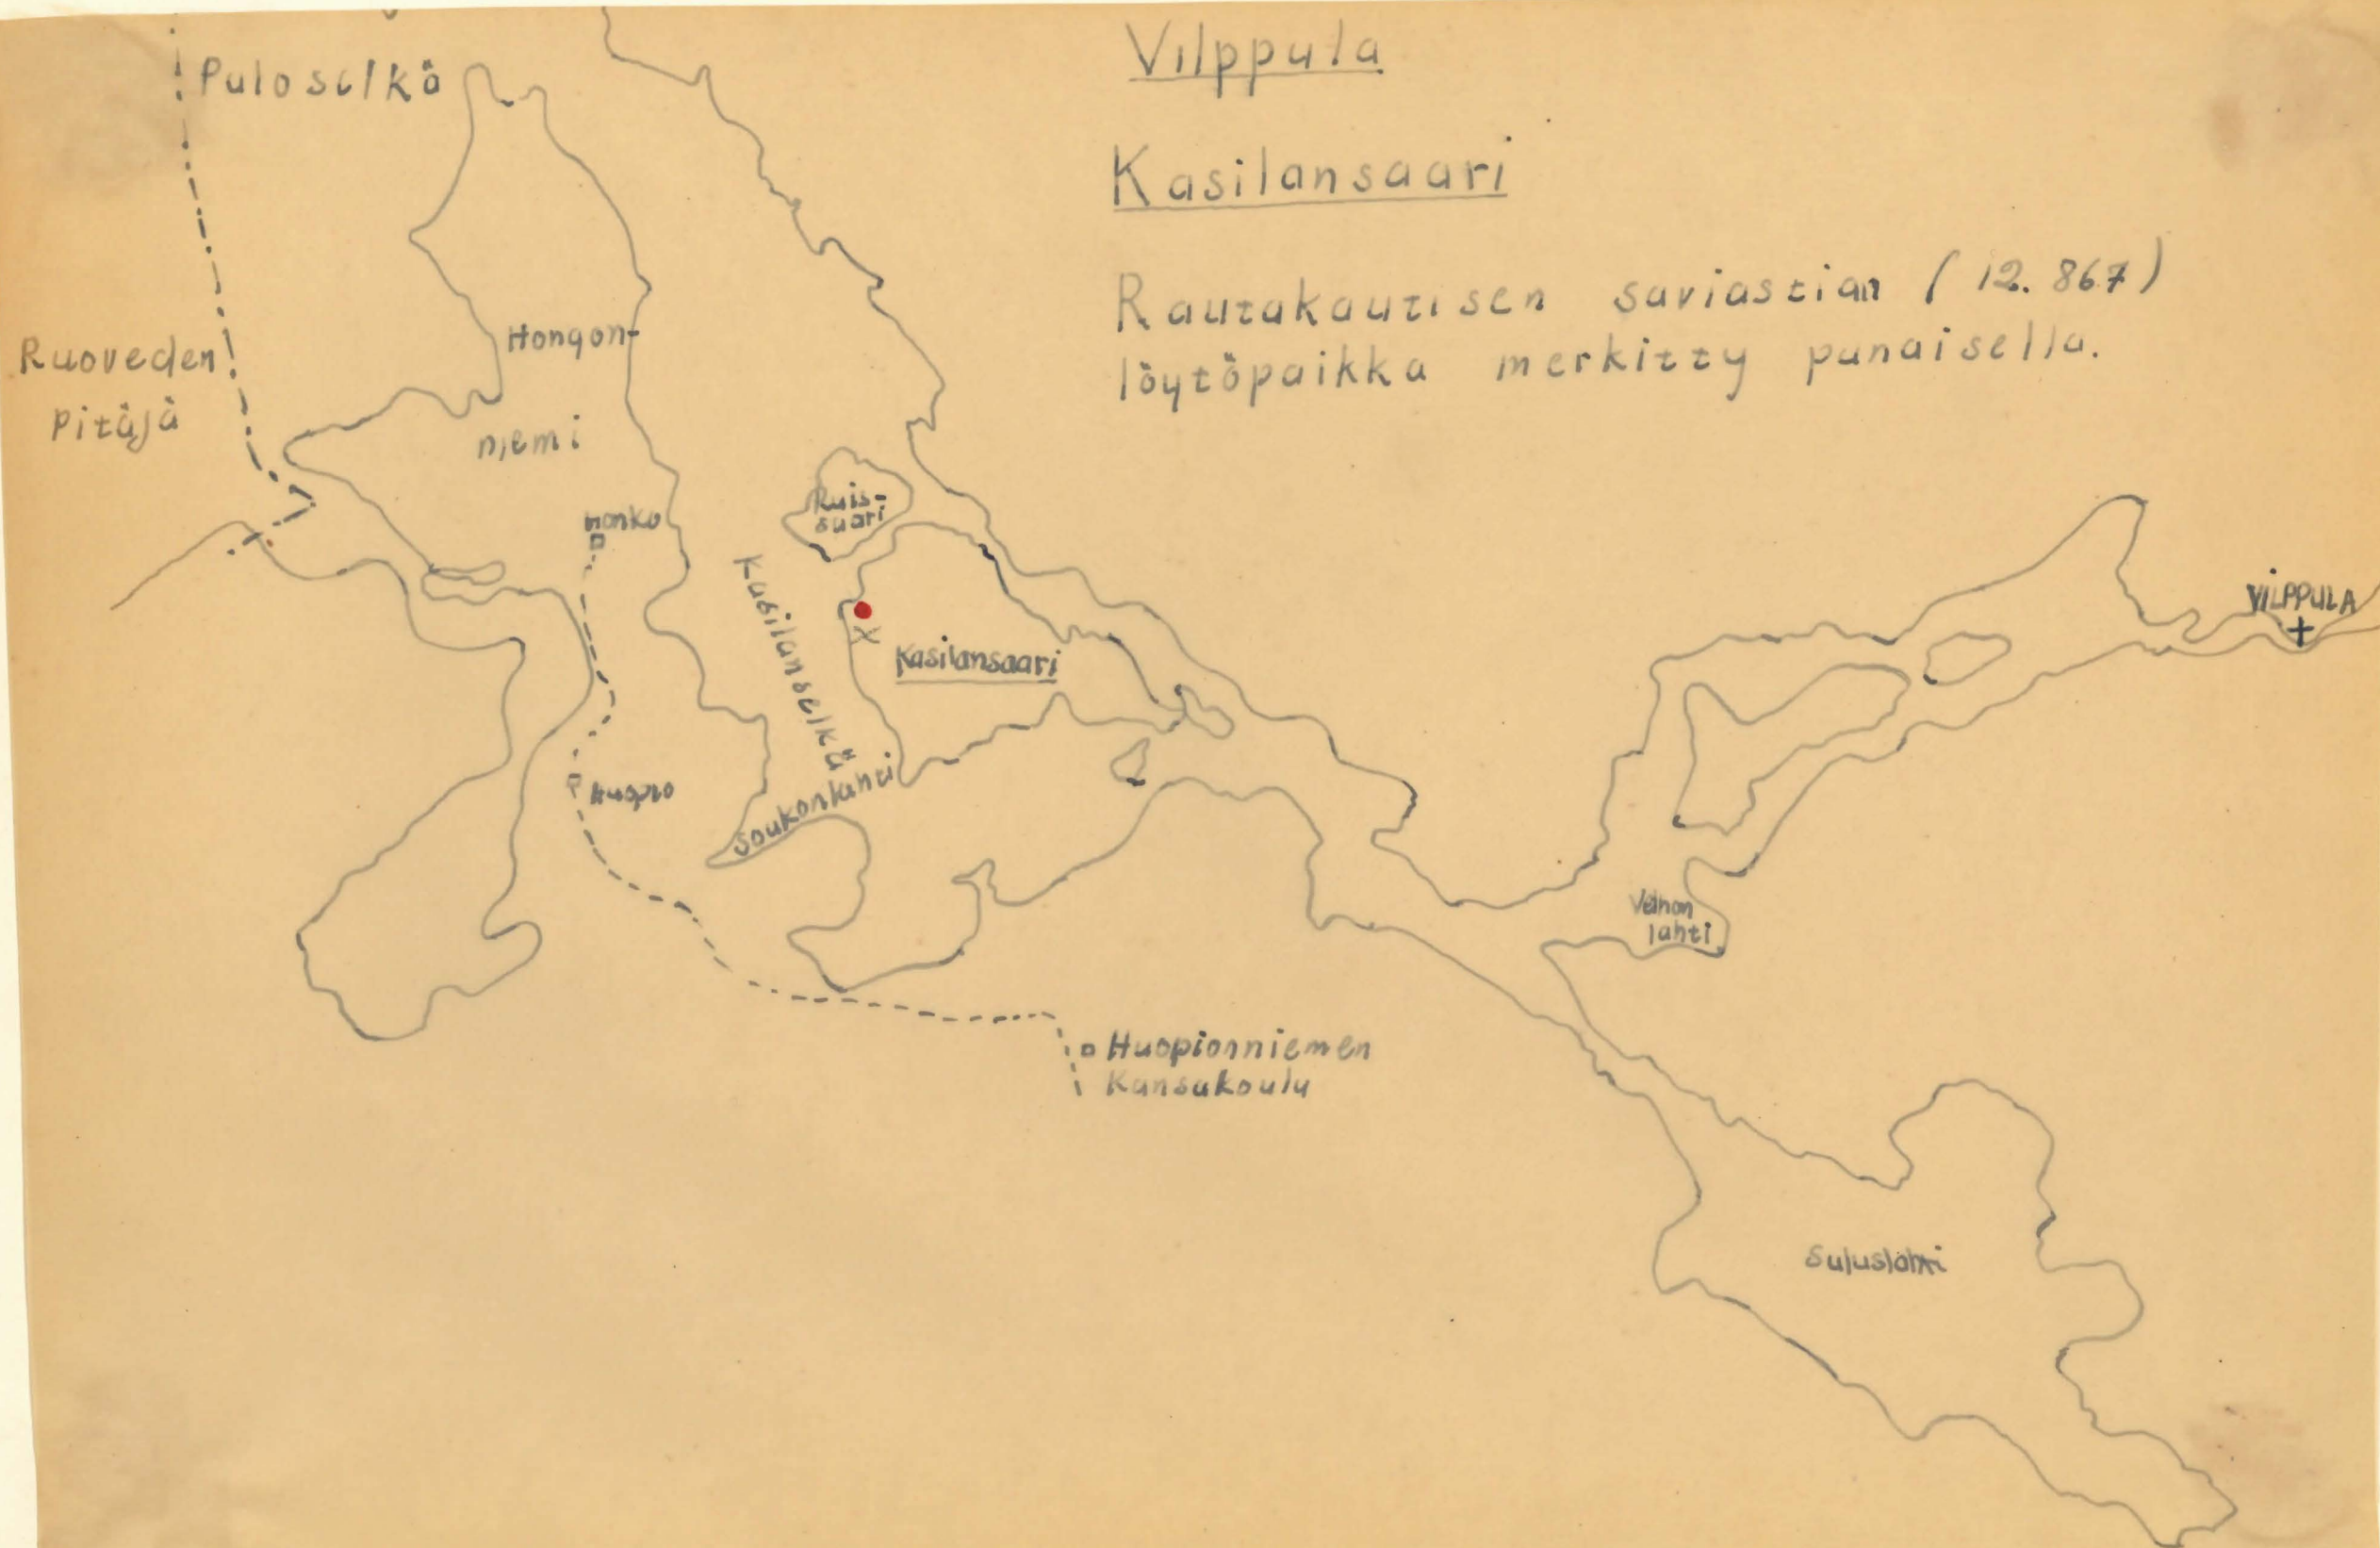 Vilppula
Kasilansaari
Rautakautisen saviastian (12.867)
löytöpaikka merkitty punaisella.
Puloselkä
Ruoveden
Pitäjä
Hongon-
niemi
Honko
Ruis-
saari
Kasilanselkä
X
Kasilansaari
VILPPULA
Huopio
Soukonlahti
lahti
Huopionniemen
Kansakoulu
Suluslahti